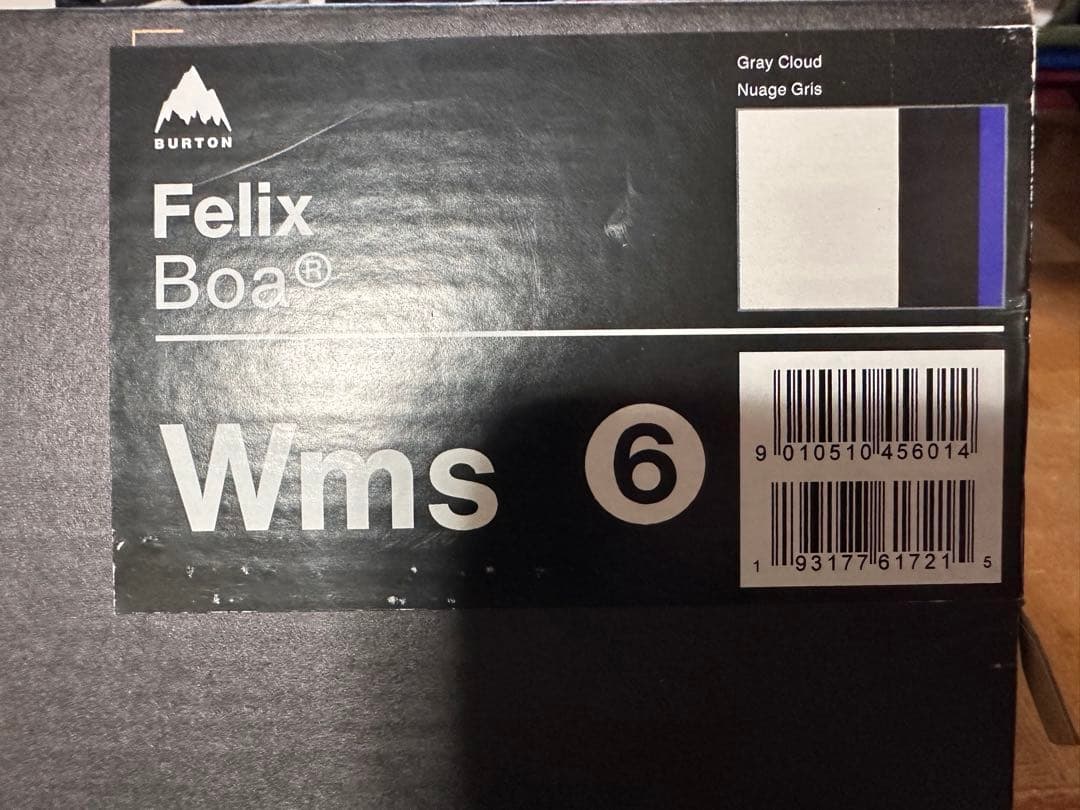 BURTON
Felix
Boa®
Gray Cloud
Nuage Gris
Wms 6
9 010510 456014
1 93177 61721 5